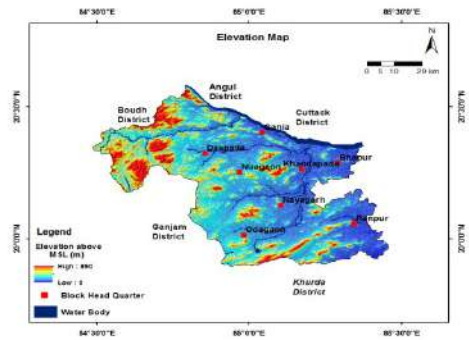 84°30'0"E 85°0'0"E 85°30'0"E
Elevation Map
N
0 5 10 20 km
20°30'0"N
20°30'0"N
Angul
District
Boudh
District
Cuttack
District
Gania
Daspalla
Bhapur
Khandapada
Nuagaon
Nayagarh
Ranpur
Odagaon
Ganjam
District
Khurda
District
20°0'0"N
20°0'0"N
Legend
Elevation above
MSL (m)
High :
Low :
Block Head Quarter
Water Body
84°30'0"E 85°0'0"E 85°30'0"E